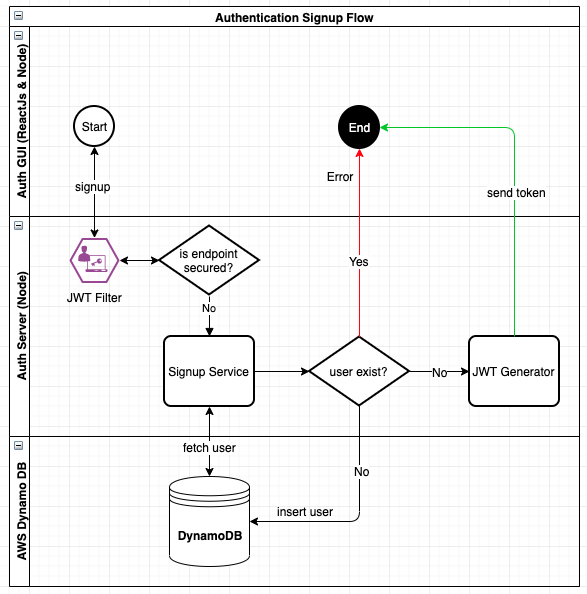 Authentication Signup Flow
Auth GUI (ReactJs & Node)
Start
End
signup
Error
send token
Auth Server (Node)
is endpoint
secured?
JWT Filter
Yes
No
Signup Service
user exist?
No
JWT Generator
AWS Dynamo DB
fetch user
No
insert user
DynamoDB